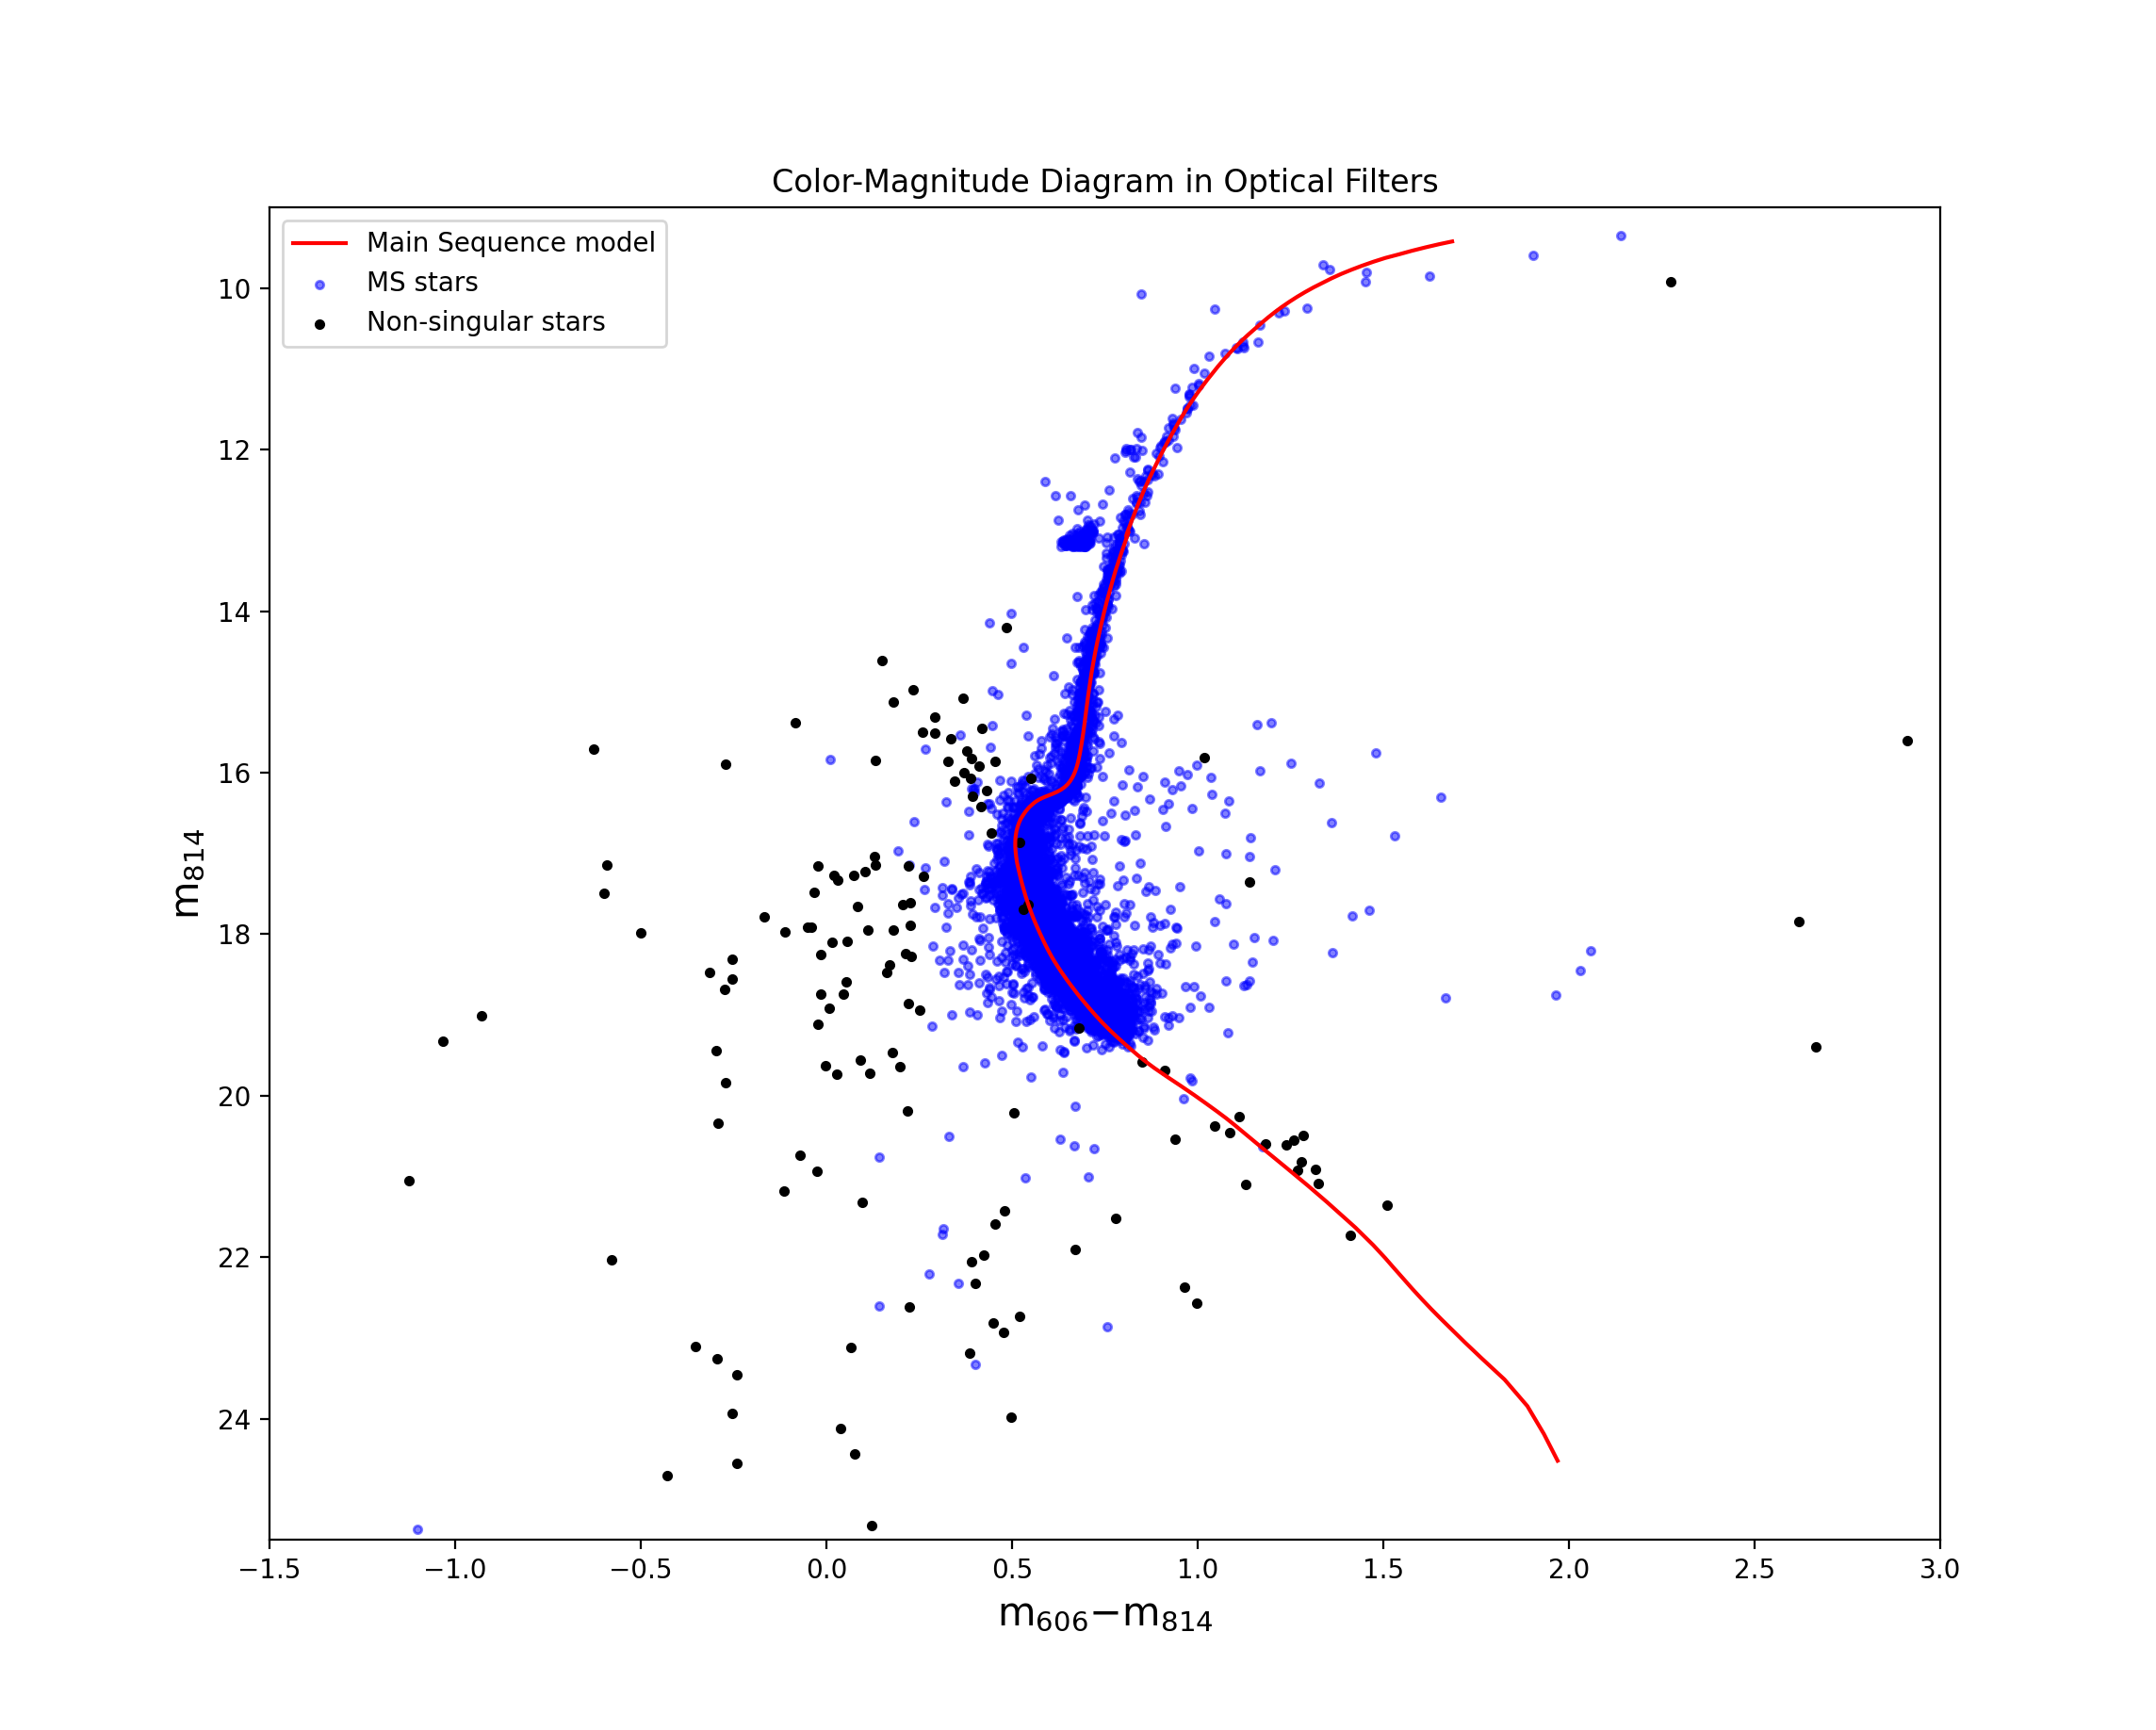 Color-Magnitude Diagram in Optical Filters
Main Sequence model
MS stars
Non-singular stars
10
12
14
16
18
20
22
24
m814
−1.5 −1.0 −0.5 0.0 0.5 1.0 1.5 2.0 2.5 3.0
m606−m814